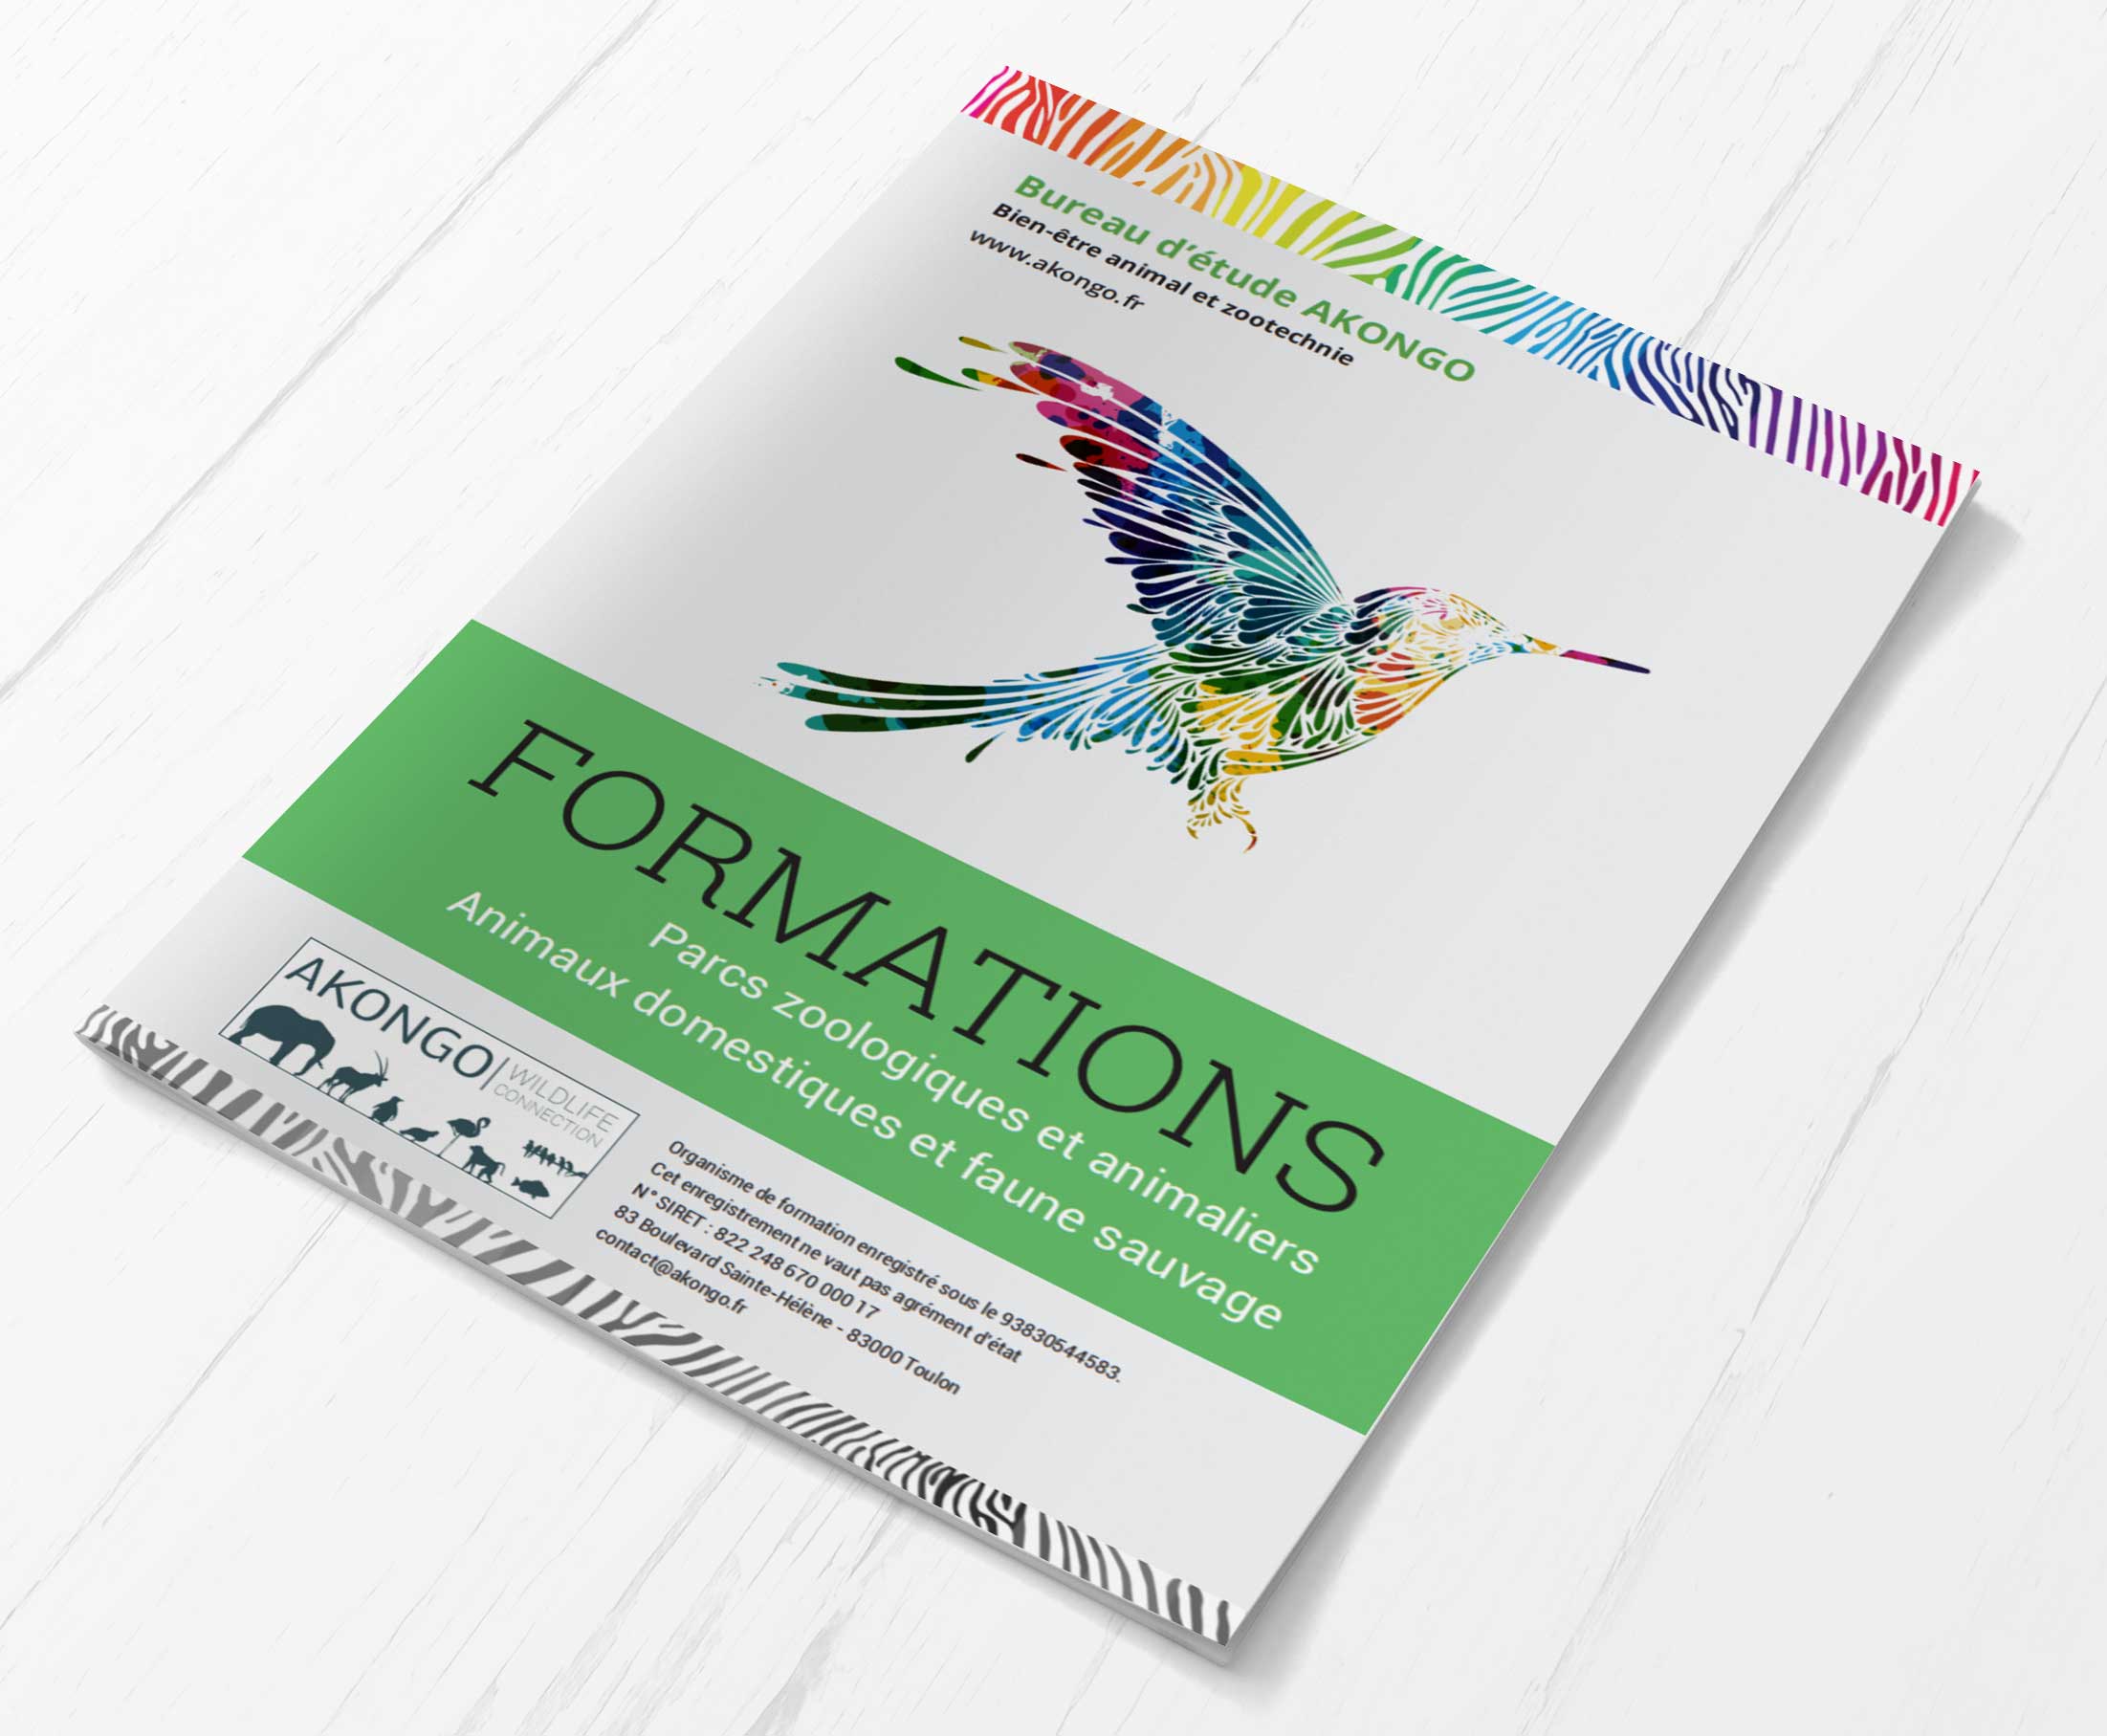 Bureau d'étude AKONGO
Bien-être animal et zootechnie
www.akongo.fr
FORMATIONS
Parcs zoologiques et animaliers
Animaux domestiques et faune sauvage
AKONGO
WILDLIFE
CONNECTION
Organisme de formation enregistré sous le 93830544583.
Cet enregistrement ne vaut pas agrément d'état
N° SIRET : 822 248 670 000 17
83 Boulevard Sainte-Hélène - 83000 Toulon
contact@akongo.fr